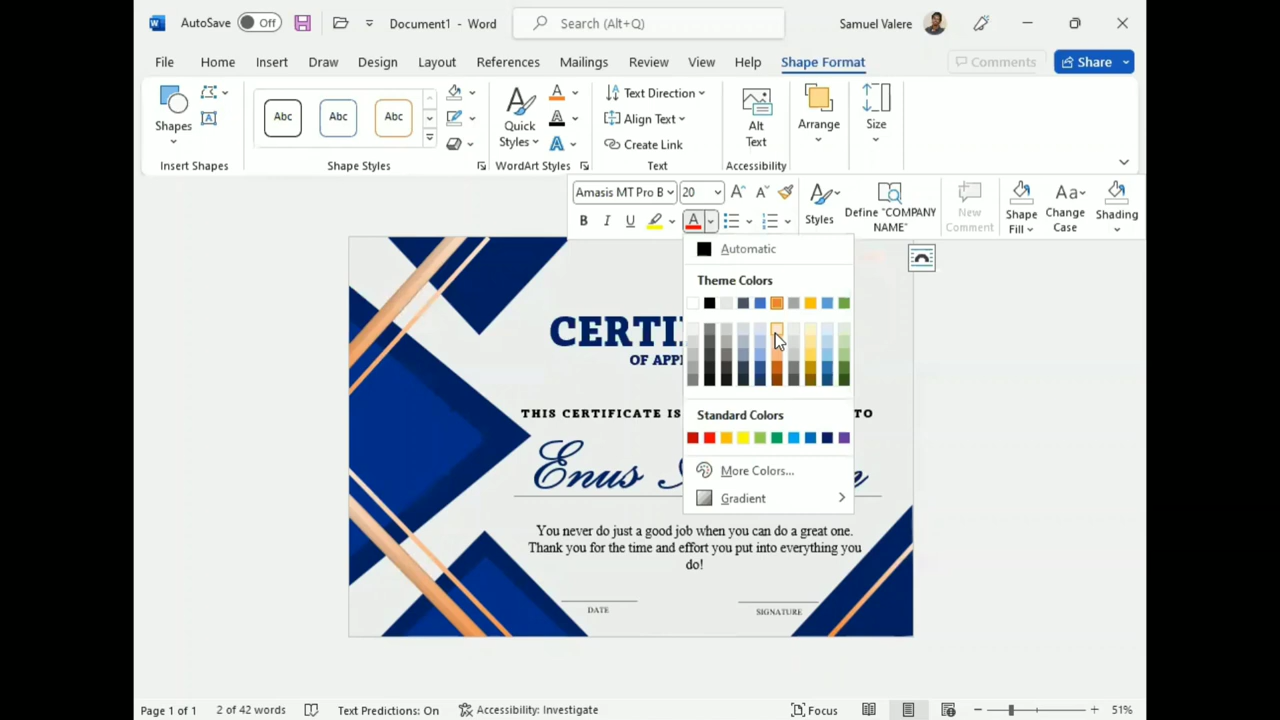 AutoSave Off Document1 - Word Search (Alt+Q) Samuel Valere
File Home Insert Draw Design Layout References Mailings Review View Help Shape Format Comments Share
Shapes
Abc Abc Abc
Quick
Styles
A A A
Text Direction
Align Text
Create Link
Alt
Text
Arrange
Size
Insert Shapes Shape Styles WordArt Styles Text Accessibility
Amasis MT Pro B 20 A A
B I U A
Styles
Define "COMPANY
NAME"
New
Comment
Shape
Fill
Aa
Change
Case
Shading
Automatic
Theme Colors
Standard Colors
More Colors...
Gradient
CERTI
OF APP
THIS CERTIFICATE IS TO
Enus
You never do just a good job when you can do a great one.
Thank you for the time and effort you put into everything you
do!
DATE
SIGNATURE
Page 1 of 1 2 of 42 words Text Predictions: On Accessibility: Investigate Focus 51%